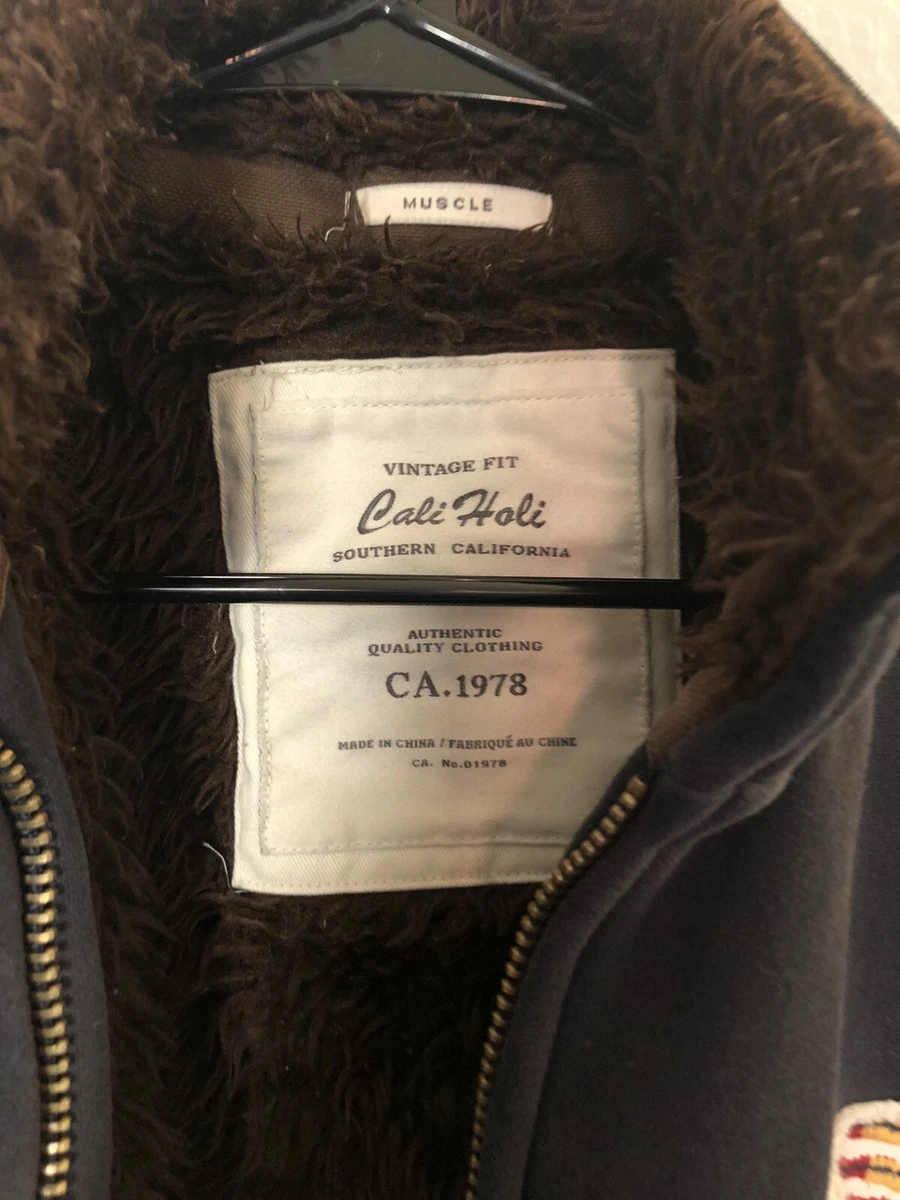 MUSCLE
VINTAGE FIT
Cali Holi
SOUTHERN CALIFORNIA
AUTHENTIC
QUALITY CLOTHING
CA.1978
MADE IN CHINA / FABRIQUÉ AU CHINE
CA. No.01978